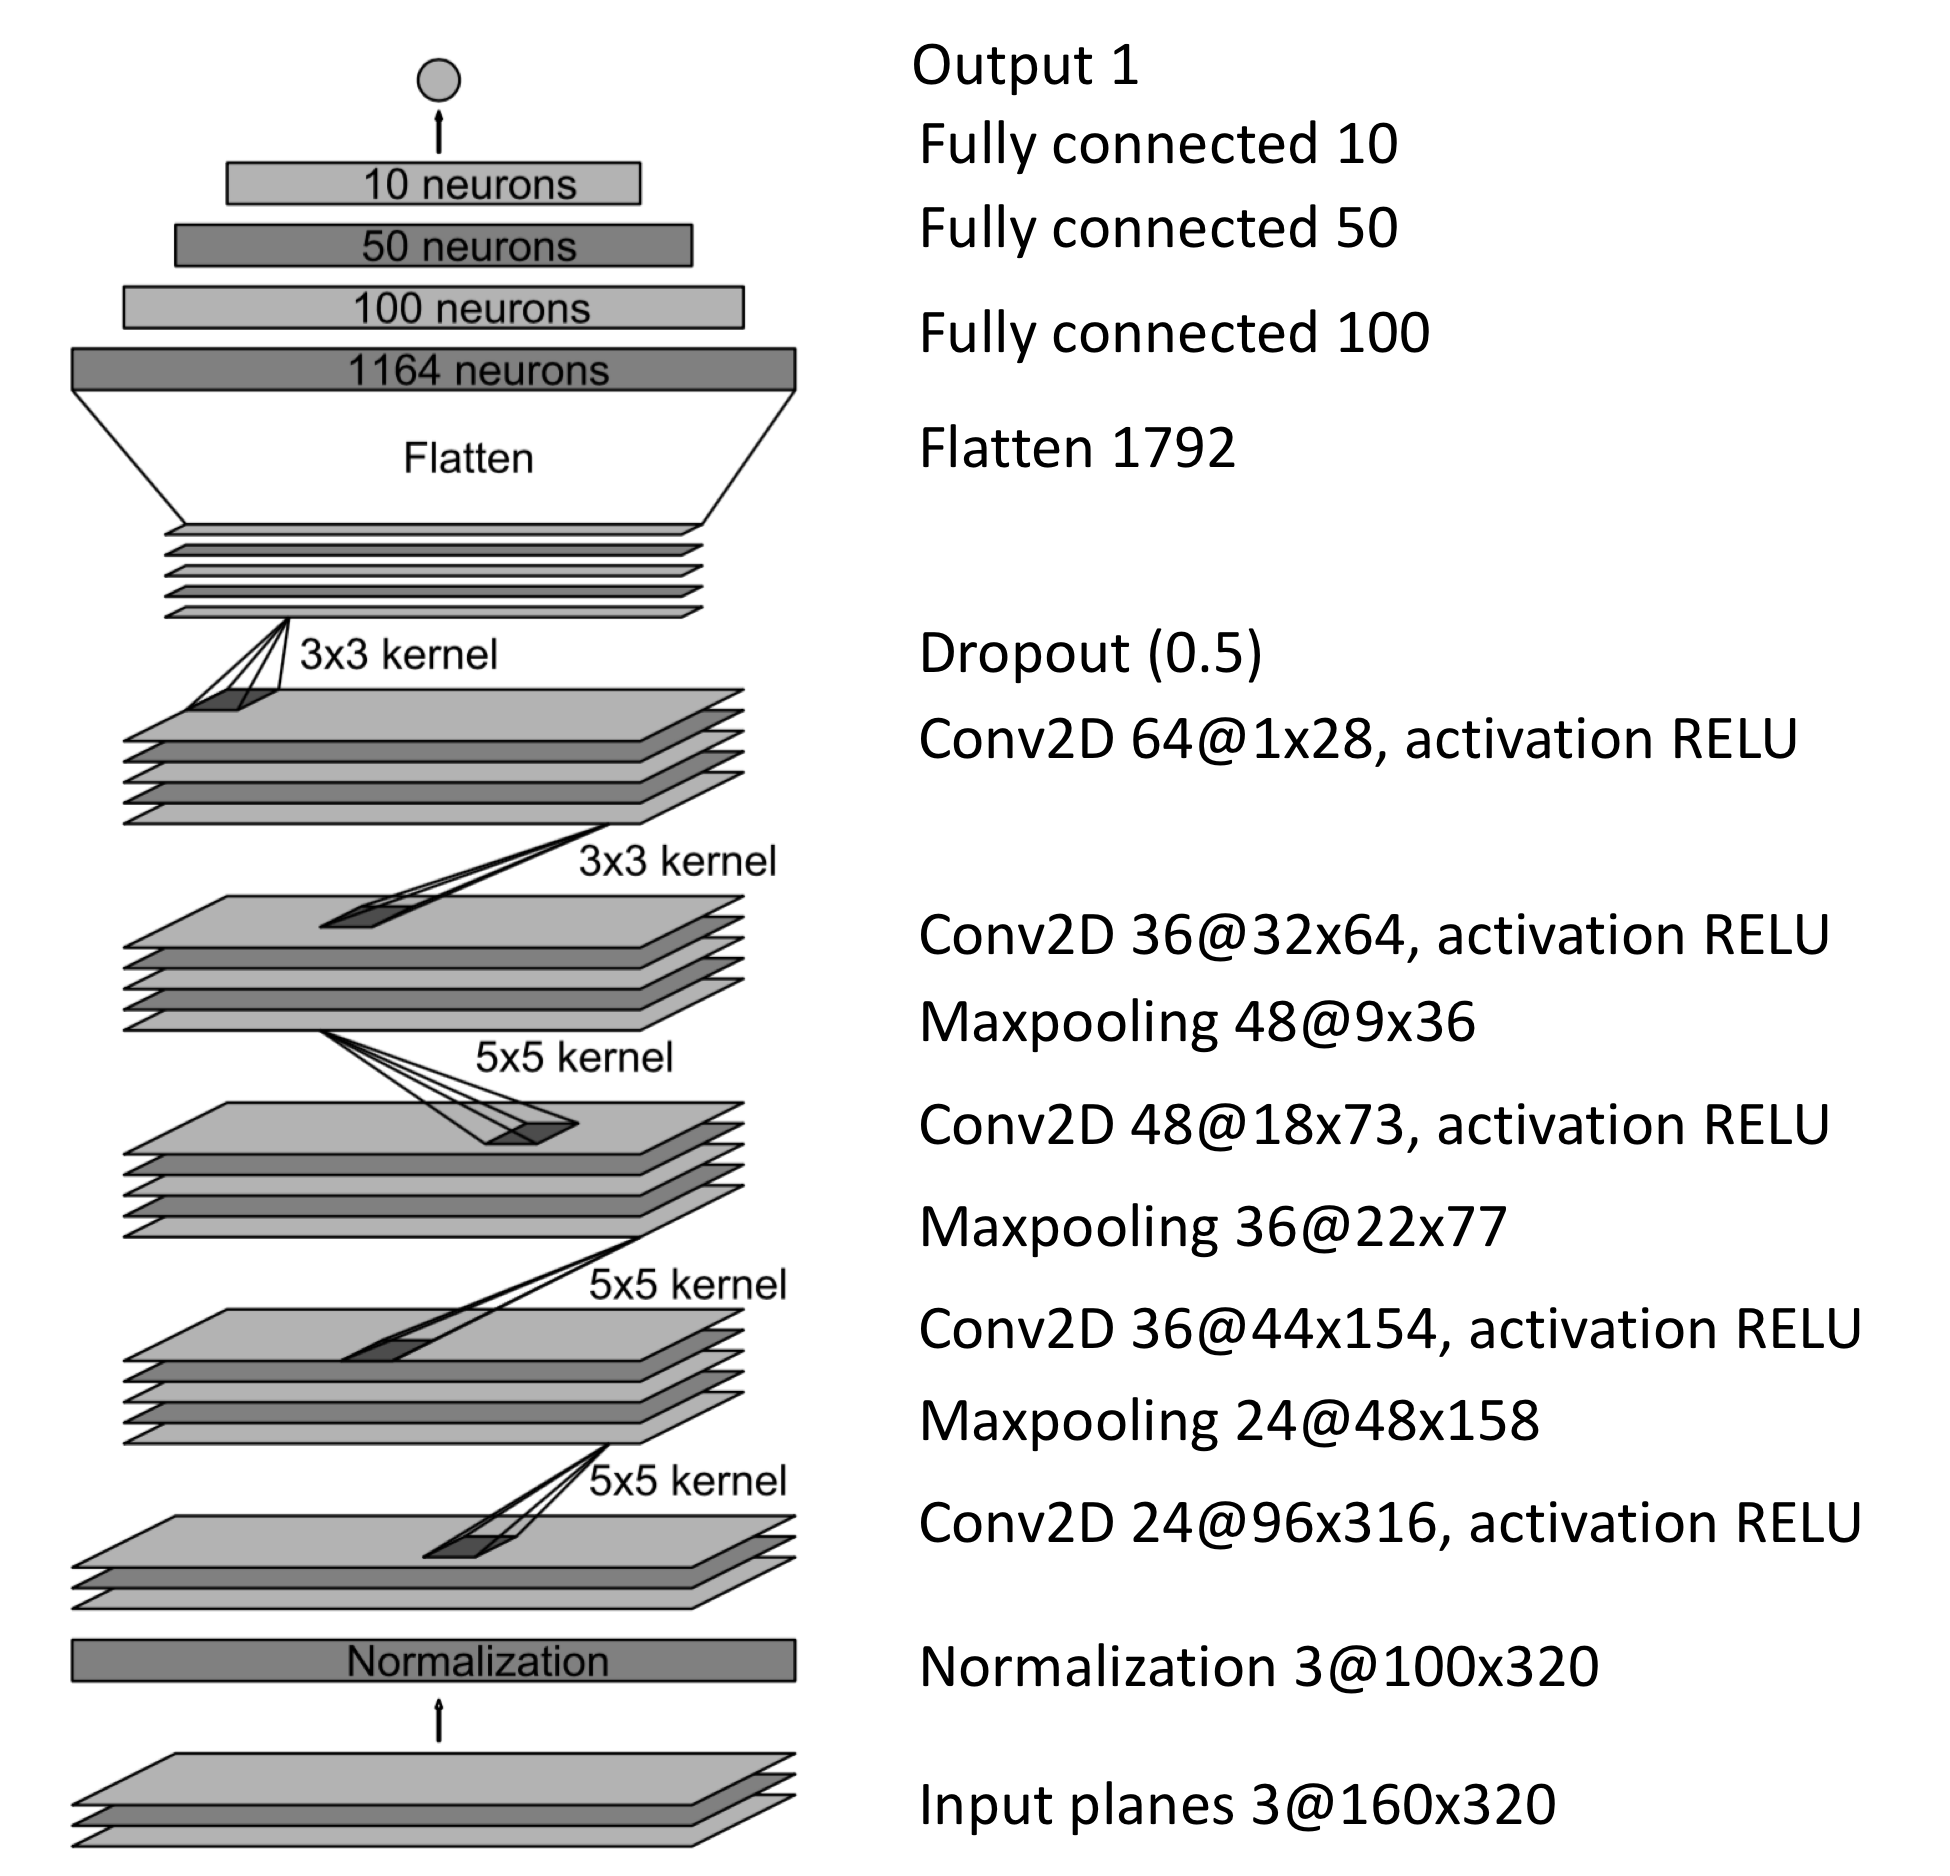 Output 1
Fully connected 10
10 neurons
Fully connected 50
50 neurons
100 neurons
Fully connected 100
1164 neurons
Flatten
Flatten 1792
3x3 kernel
Dropout (0.5)
Conv2D 64@1x28, activation RELU
3x3 kernel
Conv2D 36@32x64, activation RELU
Maxpooling 48@9x36
5x5 kernel
Conv2D 48@18x73, activation RELU
Maxpooling 36@22x77
5x5 kernel
Conv2D 36@44x154, activation RELU
Maxpooling 24@48x158
5x5 kernel
Conv2D 24@96x316, activation RELU
Normalization
Normalization 3@100x320
Input planes 3@160x320